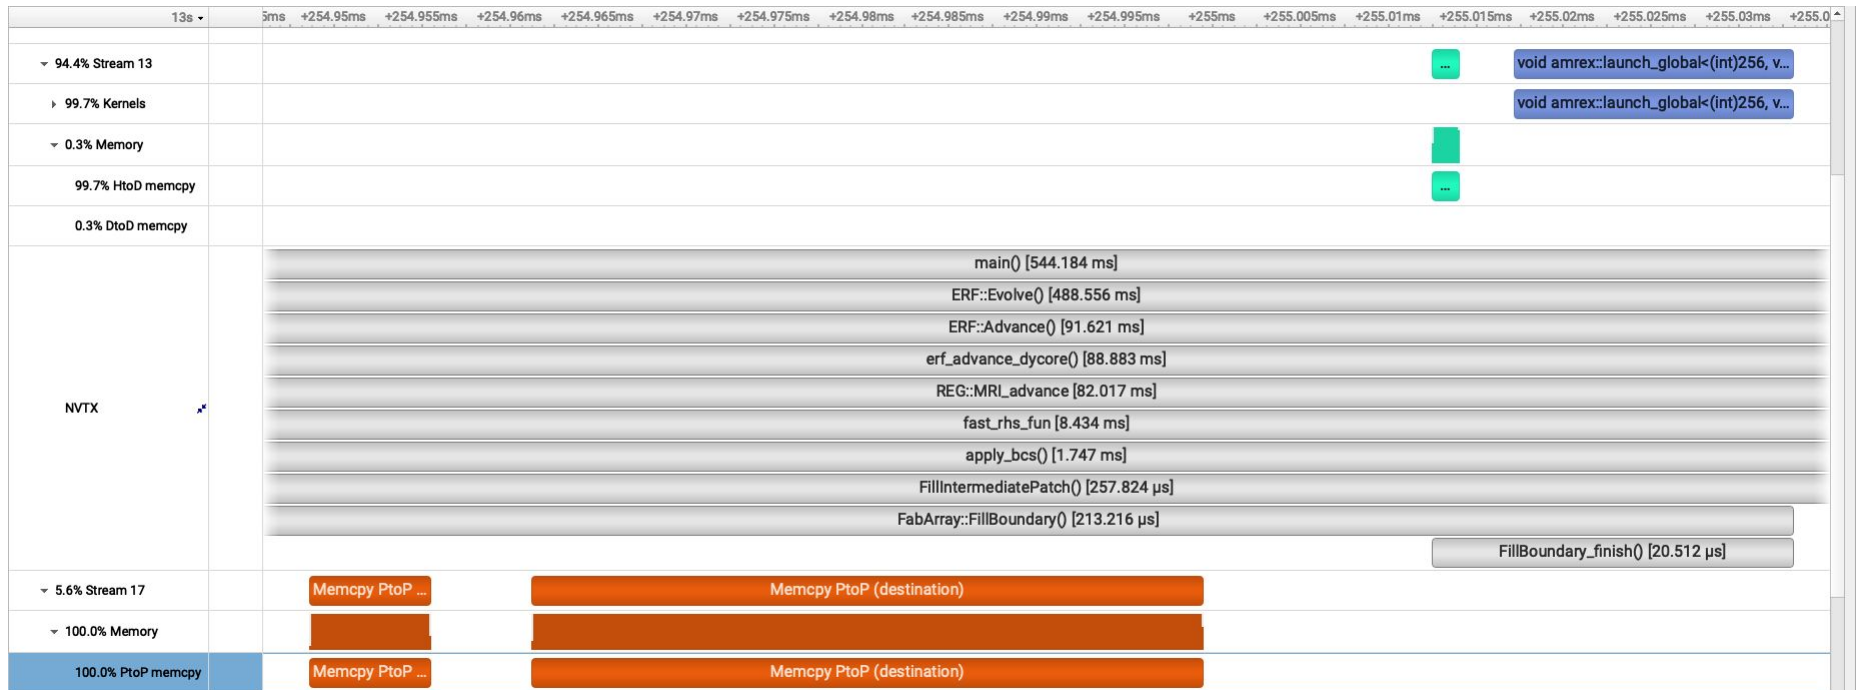 13s 5ms +254.95ms +254.955ms +254.96ms +254.965ms +254.97ms +254.975ms +254.98ms +254.985ms +254.99ms +254.995ms +255ms +255.005ms +255.01ms +255.015ms +255.02ms +255.025ms +255.03ms +255.0
94.4% Stream 13 ... void amrex::launch_global<(int)256, v...
99.7% Kernels void amrex::launch_global<(int)256, v...
0.3% Memory
99.7% HtoD memcpy ...
0.3% DtoD memcpy
main() [544.184 ms]
ERF::Evolve() [488.556 ms]
ERF::Advance() [91.621 ms]
erf_advance_dycore() [88.883 ms]
REG::MRI_advance [82.017 ms]
NVTX
fast_rhs_fun [8.434 ms]
apply_bcs() [1.747 ms]
FillIntermediatePatch() [257.824 µs]
FabArray::FillBoundary() [213.216 µs]
FillBoundary_finish() [20.512 µs]
5.6% Stream 17 Memcpy PtoP ... Memcpy PtoP (destination)
100.0% Memory
100.0% PtoP memcpy Memcpy PtoP ... Memcpy PtoP (destination)